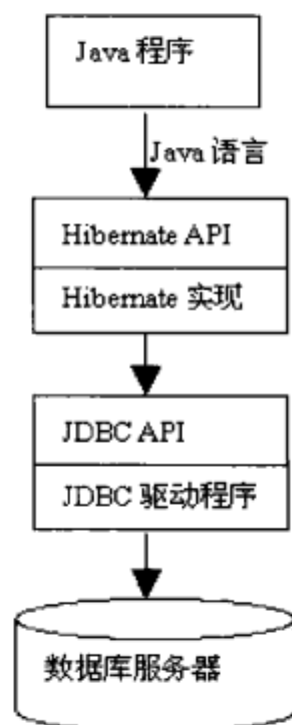 Java 程序
Java 语言
Hibernate API
Hibernate 实现
JDBC API
JDBC 驱动程序
数据库服务器